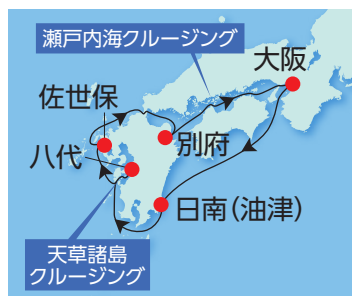 瀬戸内海クルージング
大阪
佐世保
別府
八代
日南(油津)
天草諸島
クルージング